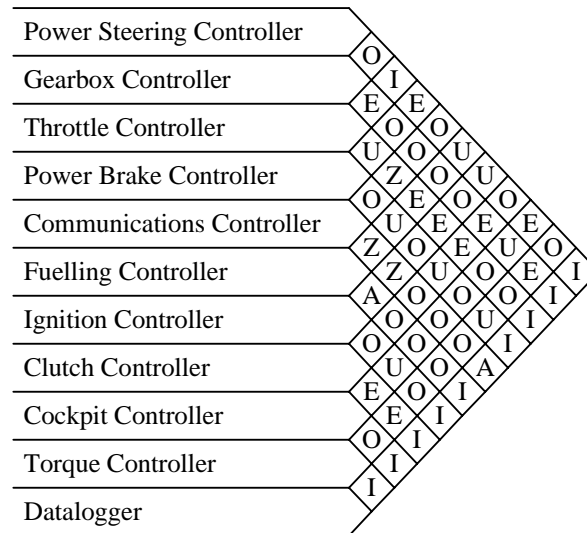 Power Steering Controller
O
Gearbox Controller I
E E
Throttle Controller O O
U O U
Power Brake Controller Z O U
O E O O
Communications Controller U E E E
Z O E U O
Fuelling Controller Z U O E I
A O O O I
Ignition Controller O O U I
O O O I
Clutch Controller U O A
E O I
Cockpit Controller E I
O I
Torque Controller I
I
Datalogger